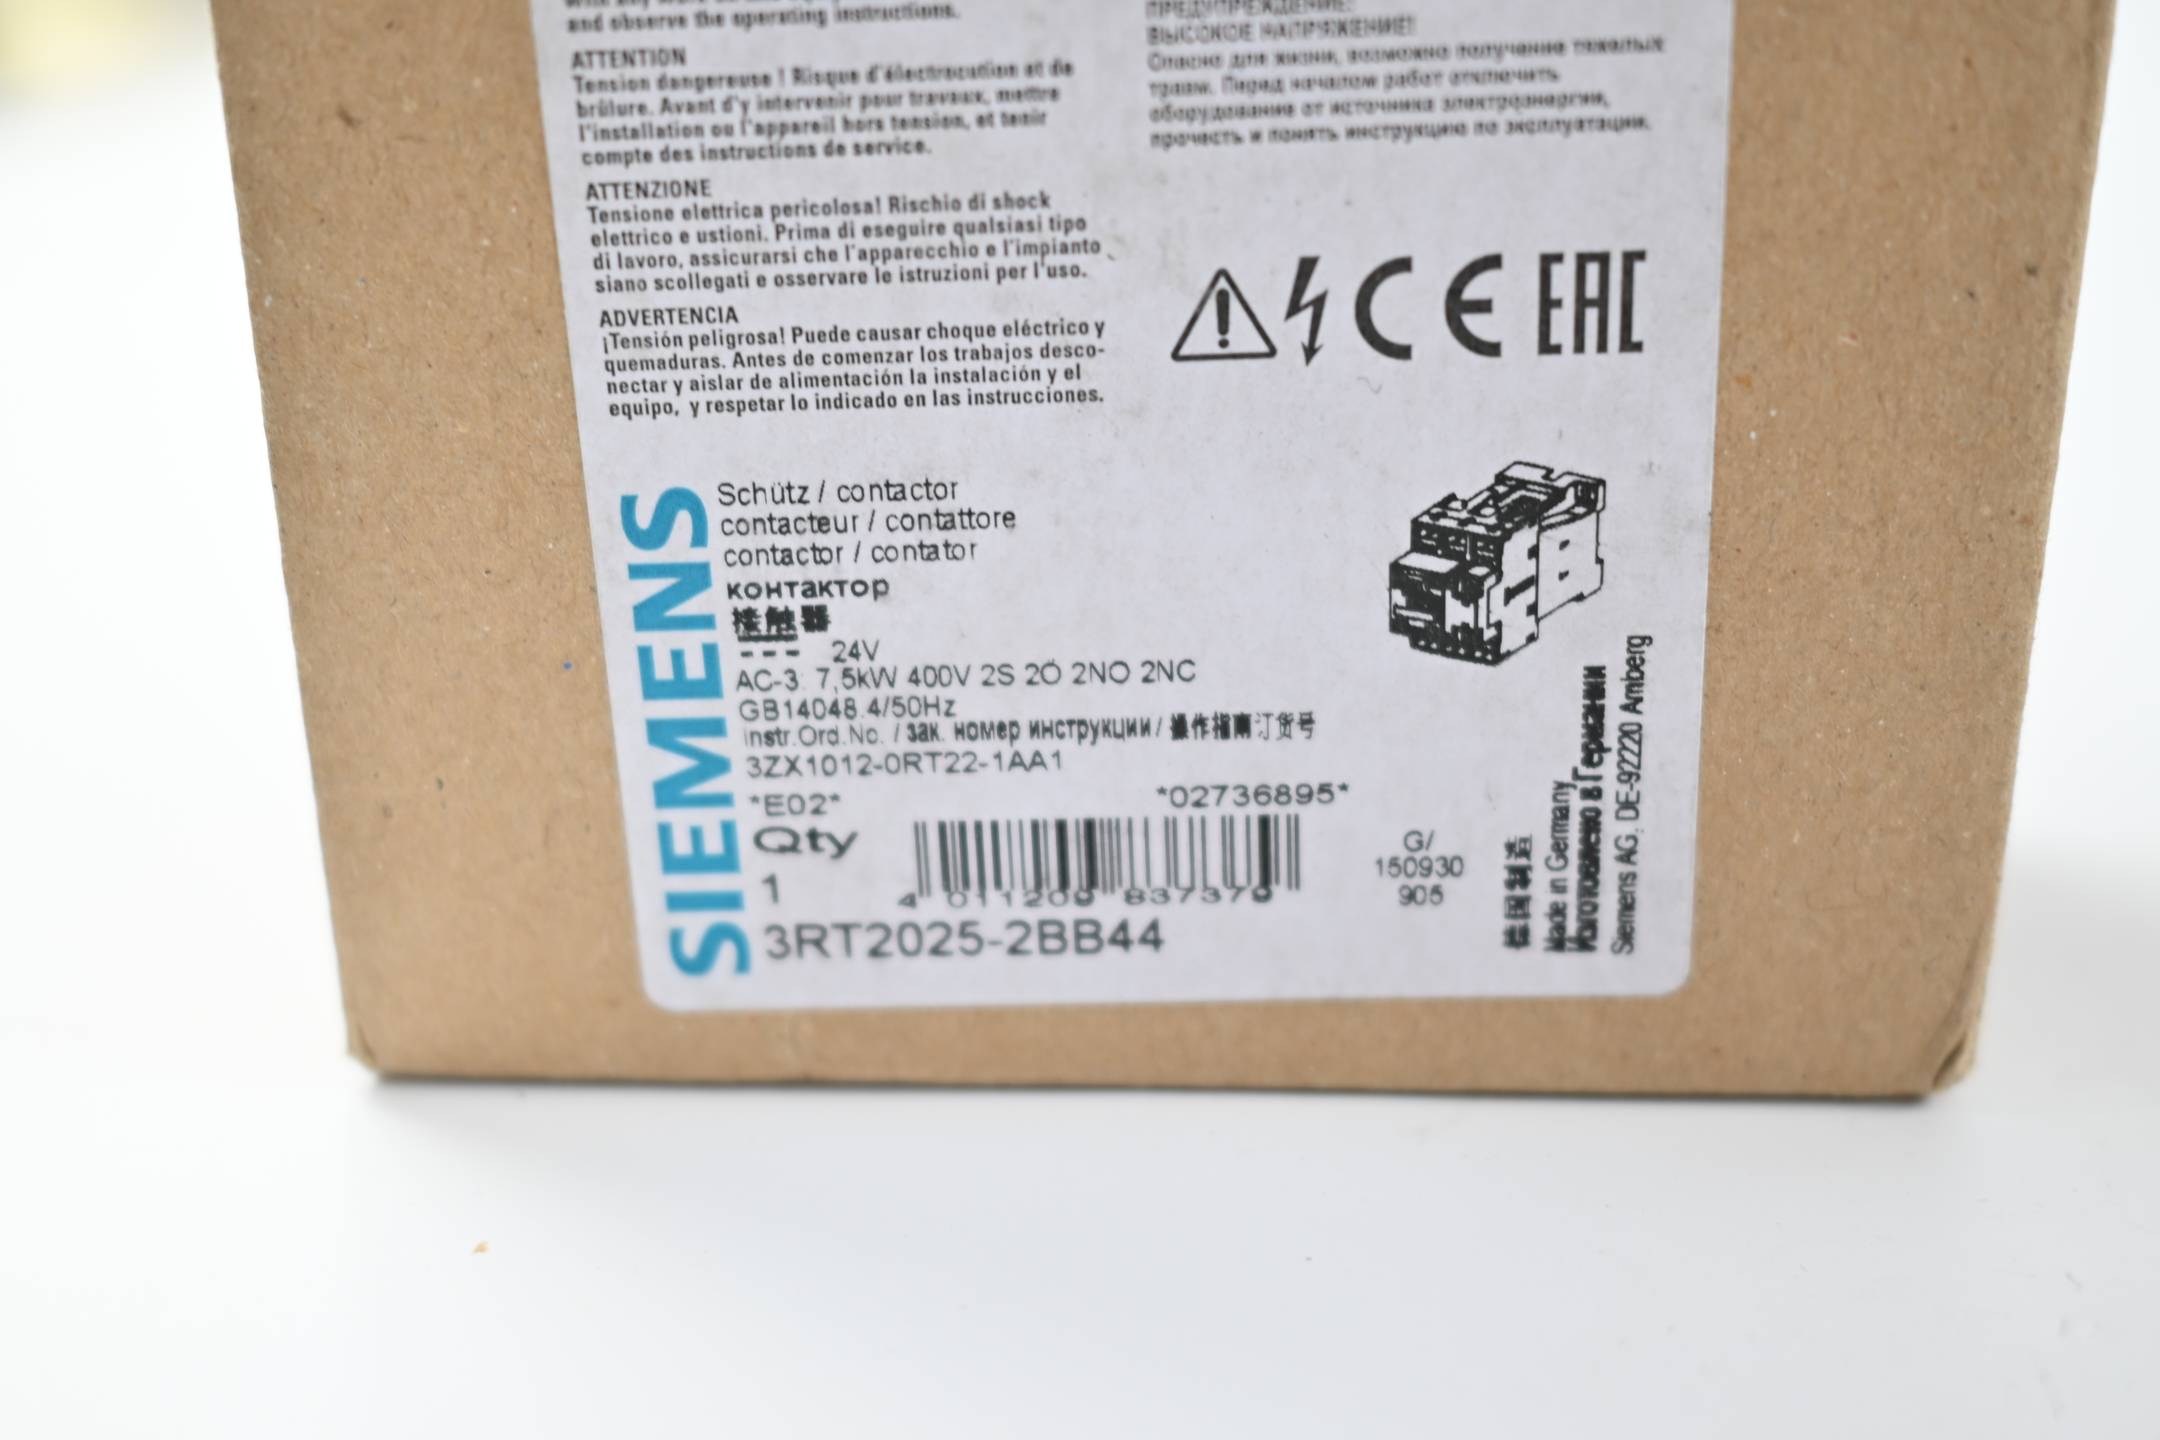 and observe the operating instructions.
ATTENTION
Tension dangereuse ! Risque d'électrocution et de
brûlure. Avant d'y intervenir pour travaux, mettre
l'installation ou l'appareil hors tension, et tenir
compte des instructions de service.
ATTENZIONE
Tensione elettrica pericolosa! Rischio di shock
elettrico e ustioni. Prima di eseguire qualsiasi tipo
di lavoro, assicurarsi che l'apparecchio e l'impianto
siano scollegati e osservare le istruzioni per l'uso.
ADVERTENCIA
¡Tensión peligrosa! Puede causar choque eléctrico y
quemaduras. Antes de comenzar los trabajos desco-
nectar y aislar de alimentación la instalación y el
equipo, y respetar lo indicado en las instrucciones.
ПРЕДУПРЕЖДЕНИЕ:
ВЫСОКОЕ НАПРЯЖЕНИЕ!
Опасно для жизни, возможно получение тяжелых
травм. Перед началом работ отключить
оборудование от источника электроэнергии,
прочесть и понять инструкцию по эксплуатации.
CE EAC
SIEMENS
Schütz / contactor
contacteur / contattore
contactor / contator
контактор
接触器
24V
AC-3: 7,5kW 400V 2S 2Ö 2NO 2NC
GB14048.4/50Hz
Instr.Ord.No. / зак. номер инструкции / 操作指南订货号
3ZX1012-0RT22-1AA1
*E02*
*02736895*
Qty
1
4 011209 837370
3RT2025-2BB44
G/
150930
905
德国制造
Made in Germany
Изготовлено в Германии
Siemens AG, DE-92220 Amberg